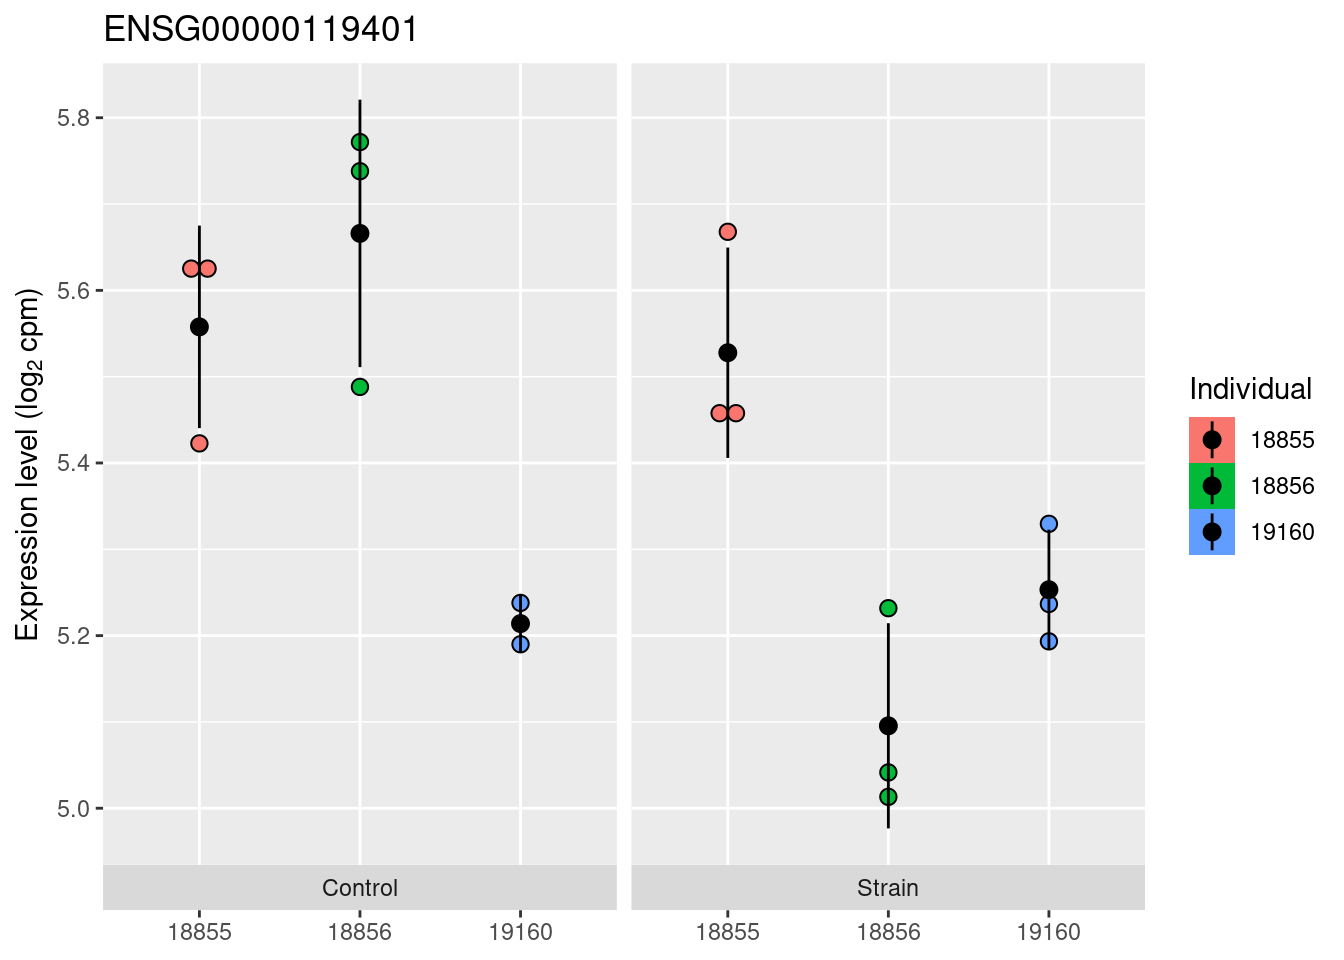 ENSG00000119401
Expression level (log2 cpm)
5.8
5.6
5.4
5.2
5.0
Control
Strain
18855 18856 19160
18855 18856 19160
Individual
18855
18856
19160